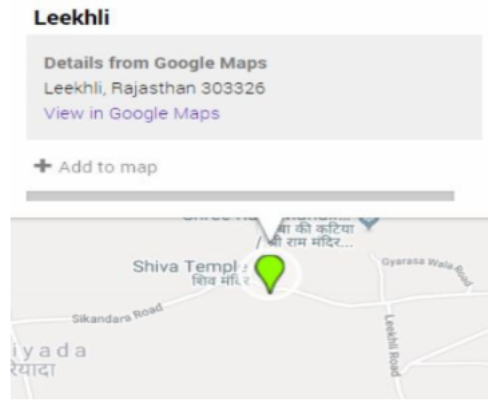 Leekhli
Details from Google Maps
Leekhli, Rajasthan 303326
View in Google Maps
Add to map
की कटिया
राम मंदिर...
Shiva Temple
शिव
Gyarasa Wala Road
Sikandara Road
Leekhli Road